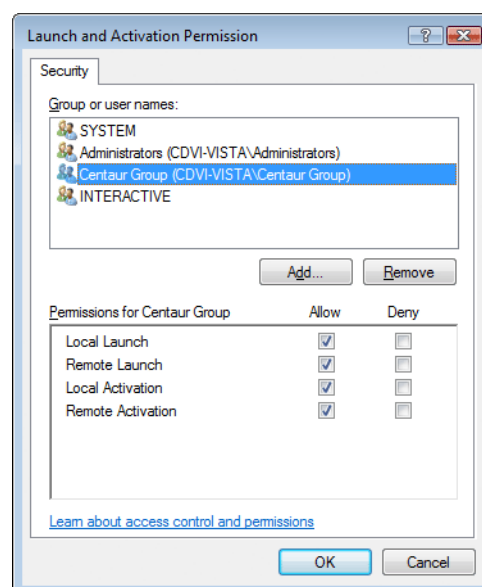 Launch and Activation Permission
Security
Group or user names:
SYSTEM
Administrators (CDVI-VISTA\Administrators)
Centaur Group (CDVI-VISTA\Centaur Group)
INTERACTIVE
Add... Remove
Permissions for Centaur Group Allow Deny
Local Launch
Remote Launch
Local Activation
Remote Activation
Learn about access control and permissions
OK Cancel